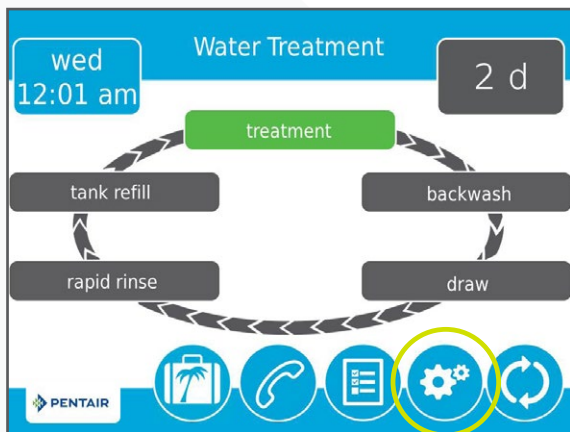 wed
12:01 am
Water Treatment
2 d
treatment
tank refill
backwash
rapid rinse
draw
PENTAIR